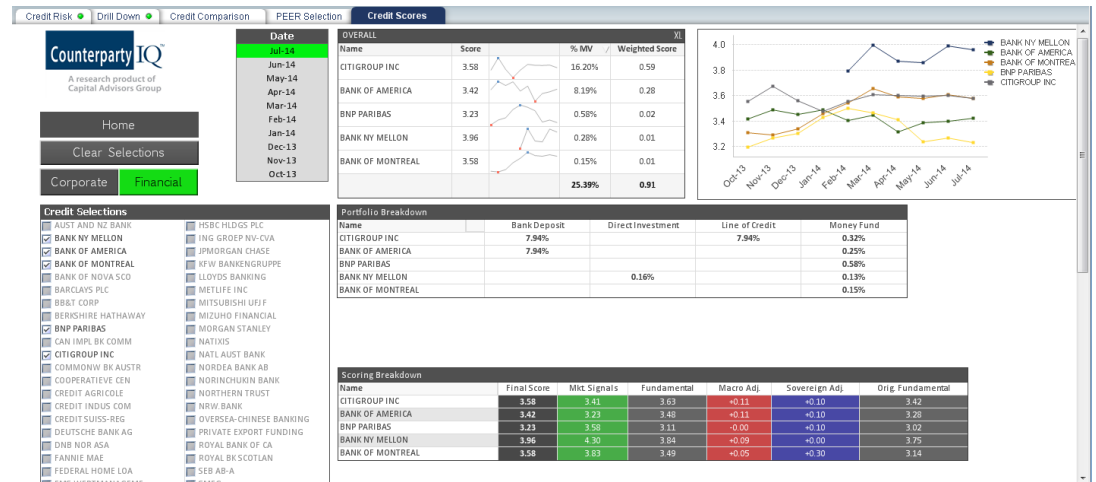 Credit Risk Drill Down Credit Comparison PEER Selection Credit Scores
Counterparty IQ™
A research product of
Capital Advisors Group
Home
Clear Selections
Corporate Financial
Date
Jul-14
Jun-14
May-14
Apr-14
Mar-14
Feb-14
Jan-14
Dec-13
Nov-13
Oct-13
OVERALL XL
Name Score % MV Weighted Score
CITIGROUP INC 3.58 16.20% 0.59
BANK OF AMERICA 3.42 8.19% 0.28
BNP PARIBAS 3.23 0.58% 0.02
BANK NY MELLON 3.96 0.28% 0.01
BANK OF MONTREAL 3.58 0.15% 0.01
25.39% 0.91
4.0
3.8
3.6
3.4
3.2
Oct-13 Nov-13 Dec-13 Jan-14 Feb-14 Mar-14 Apr-14 May-14 Jun-14 Jul-14
BANK NY MELLON
BANK OF AMERICA
BANK OF MONTREA
BNP PARIBAS
CITIGROUP INC
Credit Selections
AUST AND NZ BANK HSBC HLDGS PLC
BANK NY MELLON ING GROEP NV-CVA
BANK OF AMERICA JPMORGAN CHASE
BANK OF MONTREAL KFW BANKENGRUPPE
BANK OF NOVA SCO LLOYDS BANKING
BARCLAYS PLC METLIFE INC
BB&T CORP MITSUBISHI UFJ F
BERKSHIRE HATHAWAY MIZUHO FINANCIAL
BNP PARIBAS MORGAN STANLEY
CAN IMPL BK COMM NATIXIS
CITIGROUP INC NATL AUST BANK
COMMONW BK AUSTR NORDEA BANK AB
COOPERATIEVE CEN NORINCHUKIN BANK
CREDIT AGRICOLE NORTHERN TRUST
CREDIT INDUS COM NRW.BANK
CREDIT SUISS-REG OVERSEA-CHINESE BANKING
DEUTSCHE BANK AG PRIVATE EXPORT FUNDING
DNB NOR ASA ROYAL BANK OF CA
FANNIE MAE ROYAL BK SCOTLAN
FEDERAL HOME LOA SEB AB-A
Portfolio Breakdown
Name Bank Deposit Direct Investment Line of Credit Money Fund
CITIGROUP INC 7.94% 7.94% 0.32%
BANK OF AMERICA 7.94% 0.25%
BNP PARIBAS 0.58%
BANK NY MELLON 0.16% 0.13%
BANK OF MONTREAL 0.15%
Scoring Breakdown
Name Final Score Mkt. Signals Fundamental Macro Adj. Sovereign Adj. Orig. Fundamental
CITIGROUP INC 3.58 3.41 3.63 +0.11 +0.10 3.42
BANK OF AMERICA 3.42 3.23 3.48 +0.11 +0.10 3.28
BNP PARIBAS 3.23 3.58 3.11 -0.00 +0.10 3.02
BANK NY MELLON 3.96 4.30 3.84 +0.09 +0.00 3.75
BANK OF MONTREAL 3.58 3.83 3.49 +0.05 +0.30 3.14